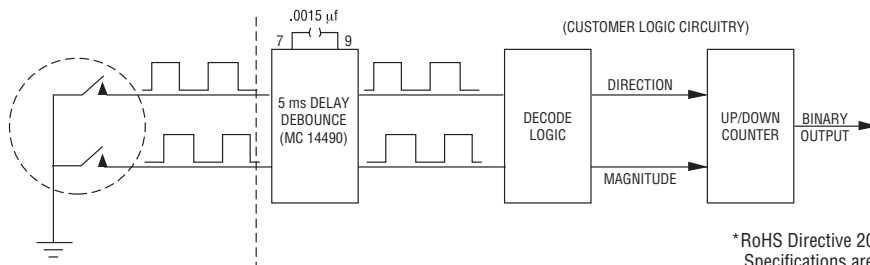 .0015 µf
7 9
(CUSTOMER LOGIC CIRCUITRY)
5 ms DELAY
DEBOUNCE
(MC 14490)
DECODE
LOGIC
DIRECTION
MAGNITUDE
UP/DOWN
COUNTER
BINARY
OUTPUT
*RoHS Directive 20
Specifications are